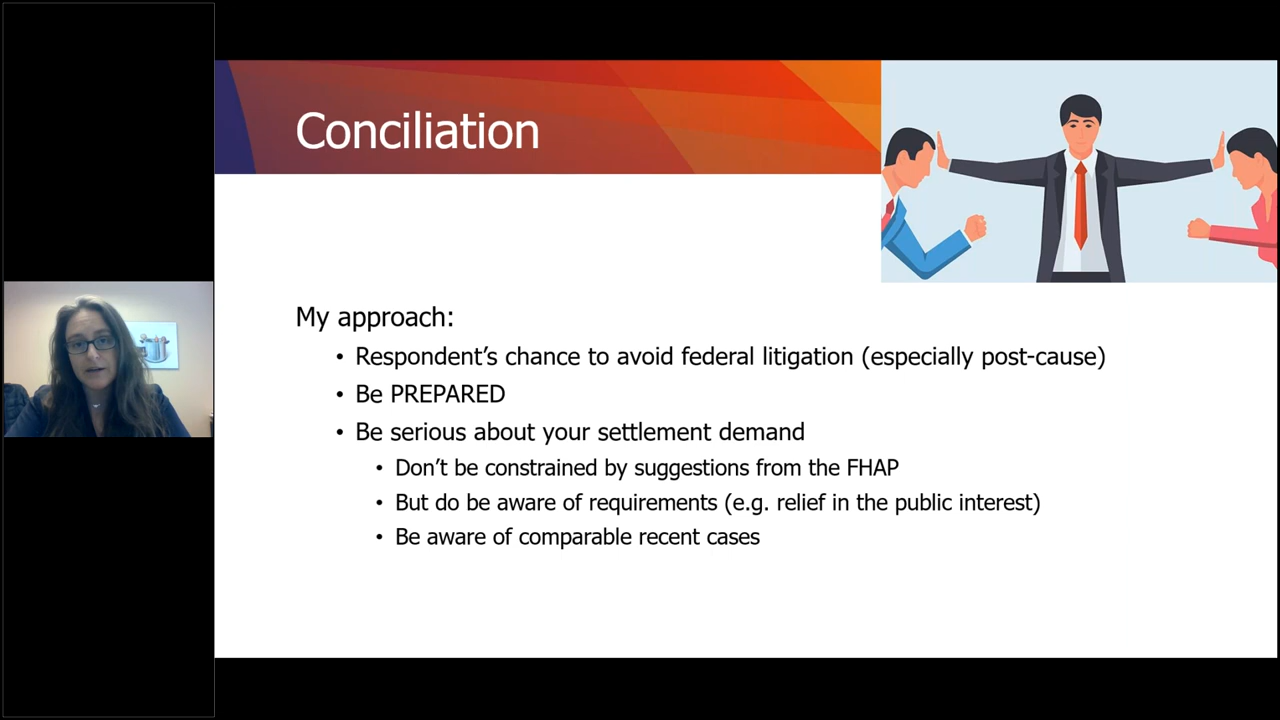 Conciliation
My approach:
• Respondent’s chance to avoid federal litigation (especially post-cause)
• Be PREPARED
• Be serious about your settlement demand
• Don’t be constrained by suggestions from the FHAP
• But do be aware of requirements (e.g. relief in the public interest)
• Be aware of comparable recent cases